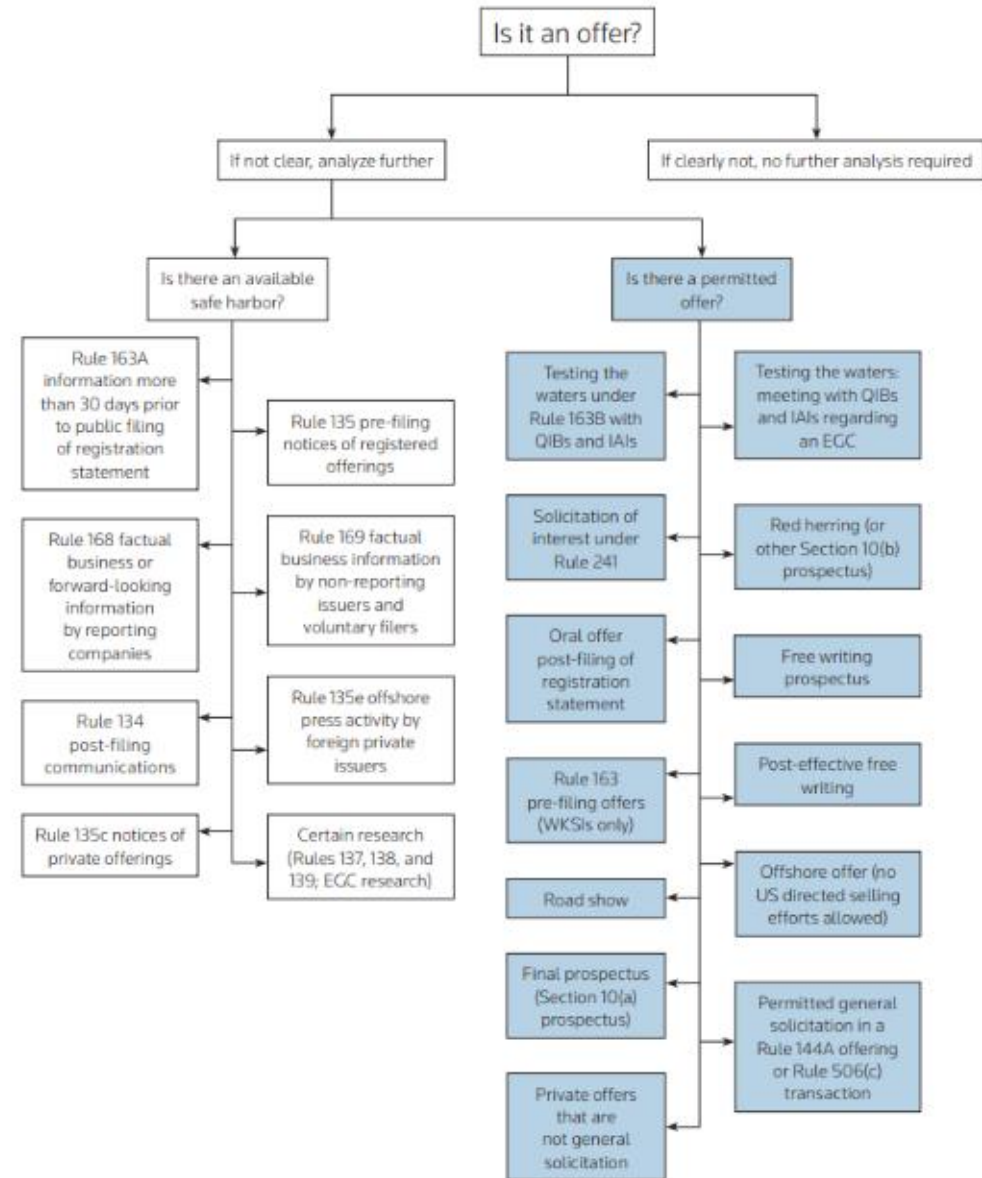 Is it an offer?
If not clear, analyze further
If clearly not, no further analysis required
Is there an available
safe harbor?
Rule 163A
information more
than 30 days prior
to public filing
of registration
statement
Rule 135 pre-filing
notices of registered
offerings
Rule 168 factual
business or
forward-looking
information
by reporting
companies
Rule 169 factual
business information
by non-reporting
issuers and
voluntary filers
Rule 134
post-filing
communications
Rule 135e offshore
press activity by
foreign private
issuers
Rule 135c notices of
private offerings
Certain research
(Rules 137, 138, and
139; EGC research)
Is there a permitted
offer?
Testing the
waters under
Rule 163B with
QIBs and IAIs
Testing the waters:
meeting with QIBs
and IAIs regarding
an EGC
Solicitation of
interest under
Rule 241
Red herring (or
other Section 10(b)
prospectus)
Oral offer
post-filing of
registration
statement
Free writing
prospectus
Rule 163
pre-filing offers
(WKSIs only)
Post-effective free
writing
Road show
Offshore offer (no
US directed selling
efforts allowed)
Final prospectus
(Section 10(a)
prospectus)
Permitted general
solicitation in a
Rule 144A offering
or Rule 506(c)
transaction
Private offers
that are
not general
solicitation